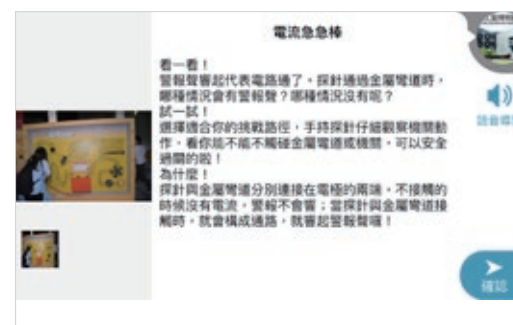 電流急急棒
看一看！
警報聲響起代表電路通了。探針通過金屬彎道時，
哪種情況會有警報聲？哪種情況沒有呢？
試一試！
選擇適合你的挑戰路徑，手持探針仔細觀察機關動
作，看你能不能不觸碰金屬彎道或機關，可以安全
過關的啦！
為什麼！
探針與金屬彎道分別連接在電極的兩端，不接觸的
時候沒有電流，警報不會響；當探針與金屬彎道接
觸時，就會構成通路，就響起警報聲囉！
語音導
確認